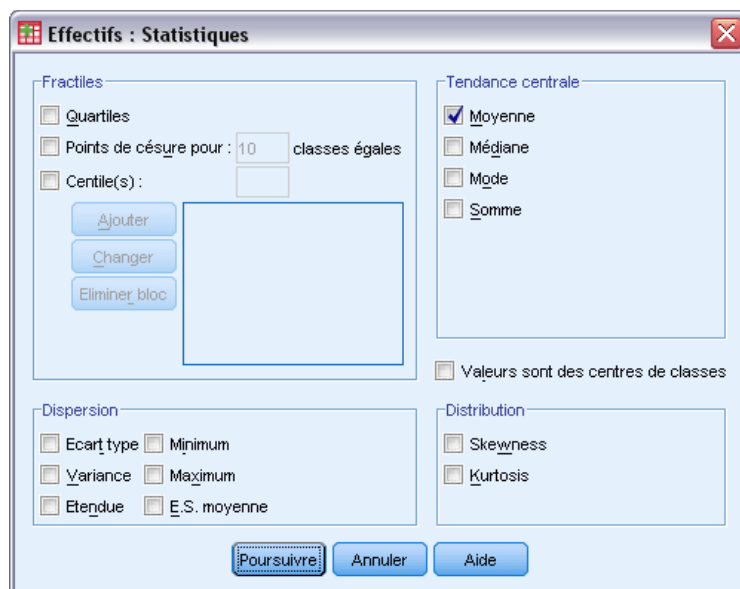 Effectifs : Statistiques
Fractiles
Quartiles
Points de césure pour : 10 classes égales
Centile(s) :
Ajouter
Changer
Eliminer bloc
Tendance centrale
Moyenne
Médiane
Mode
Somme
Valeurs sont des centres de classes
Dispersion
Ecart type Minimum
Variance Maximum
Etendue E.S. moyenne
Distribution
Skewness
Kurtosis
Poursuivre Annuler Aide